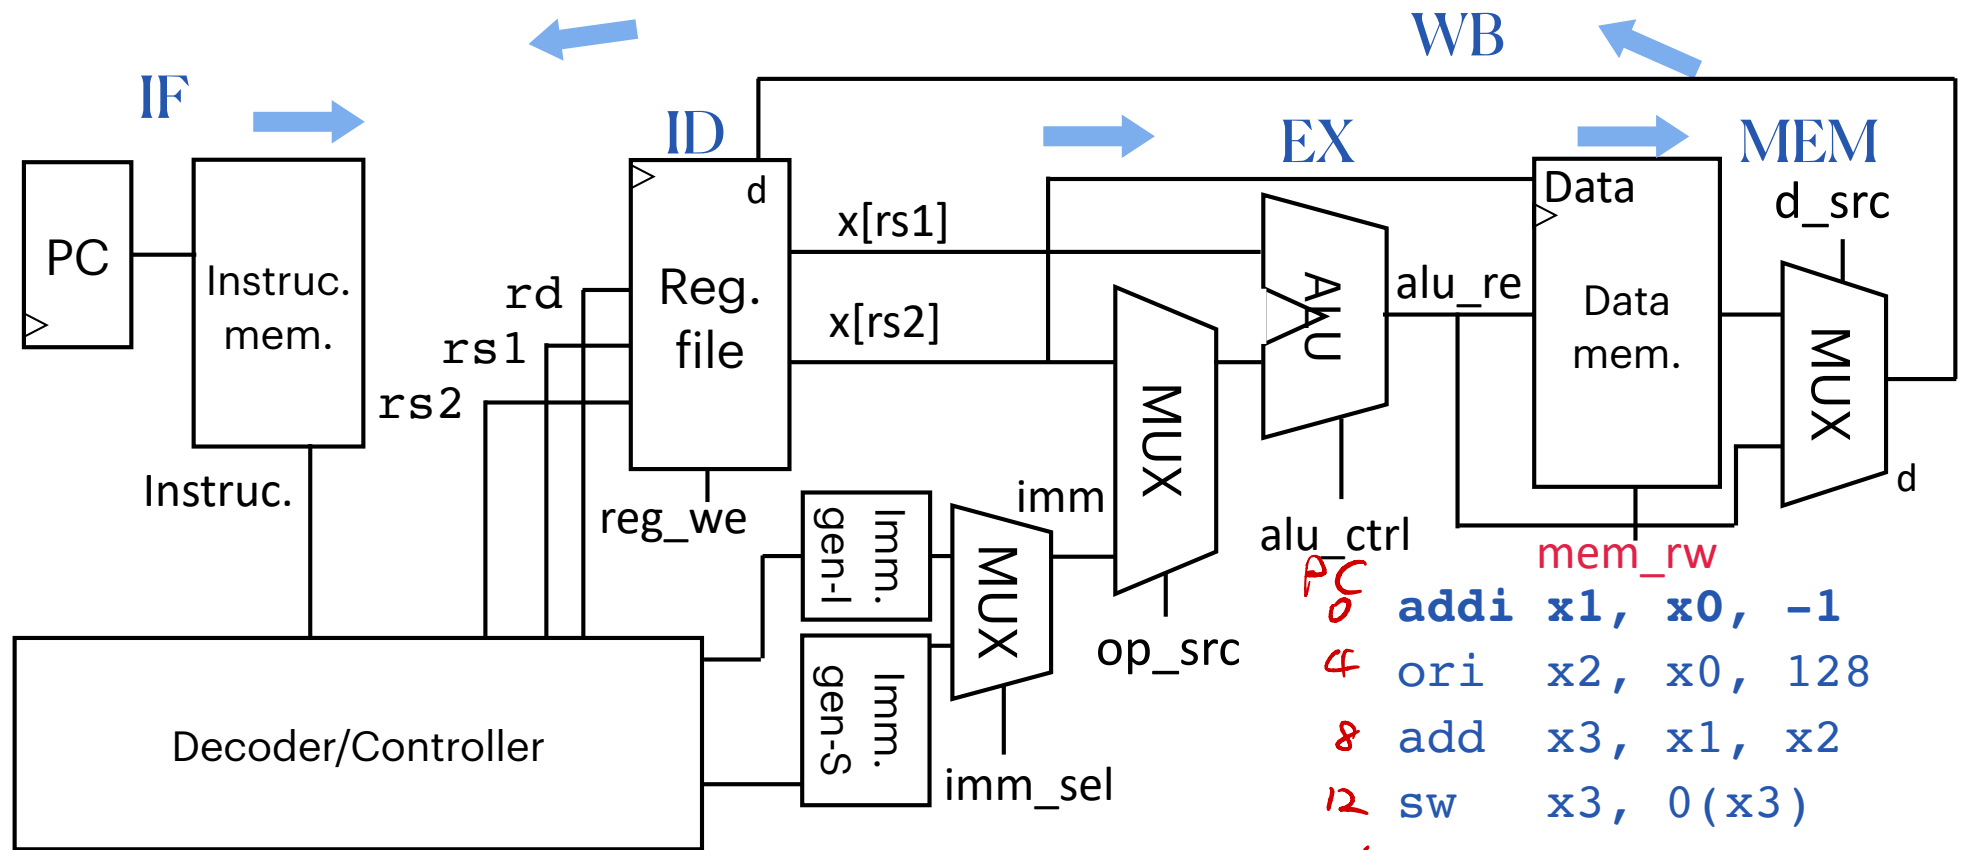 WB
IF
ID
EX
MEM
d
Data
d_src
x[rs1]
PC
Instruc.
mem.
rd
Reg.
file
alu_re
ALU
Data
mem.
x[rs2]
rs1
rs2
MUX
MUX
d
Instruc.
reg_we
imm
Imm.
gen-I
MUX
alu_ctrl
mem_rw
PC
0 addi x1, x0, -1
op_src
4 ori x2, x0, 128
Imm.
gen-S
Decoder/Controller
8 add x3, x1, x2
imm_sel
12 sw x3, 0(x3)